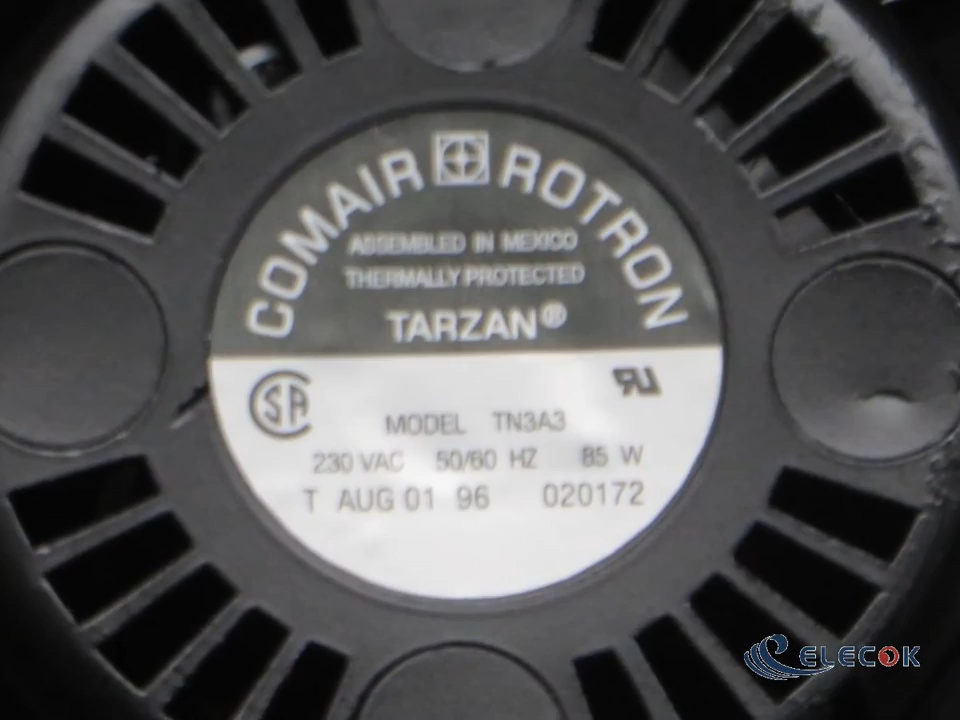 COMAIR ROTRON
ASSEMBLED IN MEXICO
THERMALLY PROTECTED
TARZAN®
MODEL TN3A3
230 VAC 50/60 HZ 85 W
T AUG 01 96 020172
ELECOK